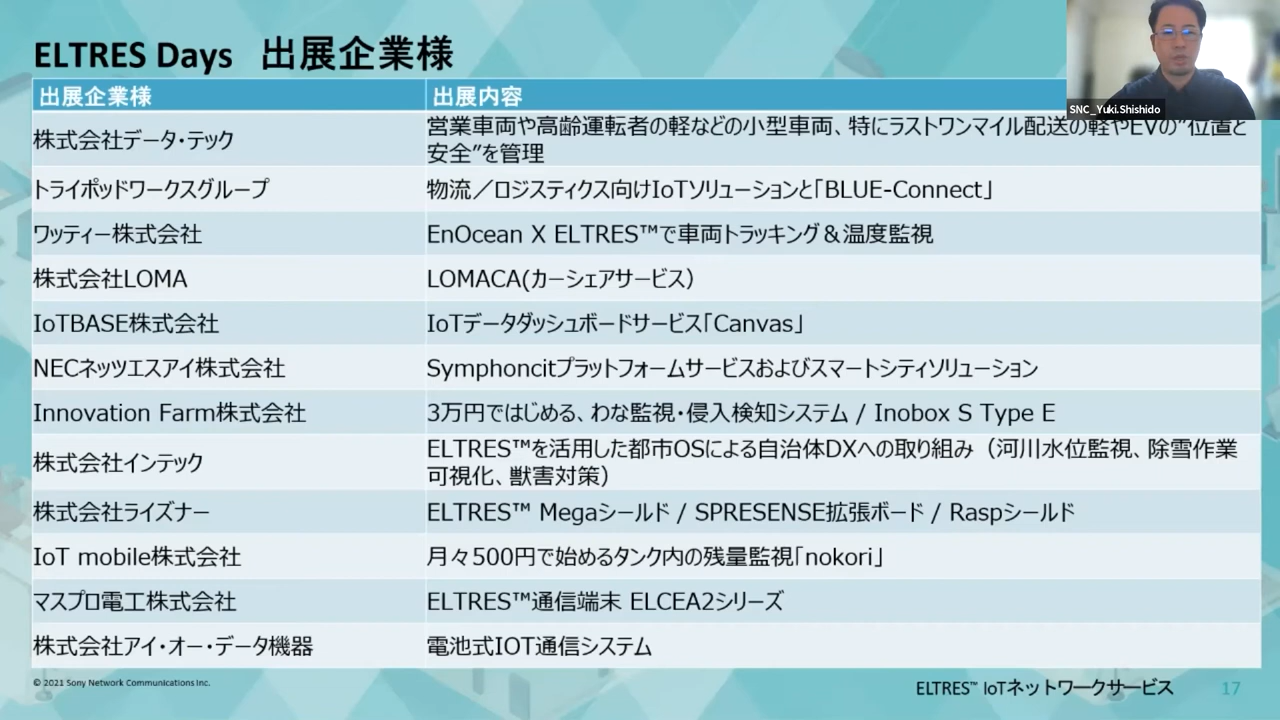 ELTRES Days 出展企業様
SNC_Yuki.Shishido
出展企業様 出展内容
株式会社データ・テック 営業車両や高齢運転者の軽などの小型車両、特にラストワンマイル配送の軽やEVの"位置と
安全"を管理
トライポッドワークスグループ 物流／ロジスティクス向けIoTソリューションと「BLUE-Connect」
ワッティー株式会社 EnOcean X ELTRES™で車両トラッキング＆温度監視
株式会社LOMA LOMACA(カーシェアサービス)
IoTBASE株式会社 IoTデータダッシュボードサービス「Canvas」
NECネッツエスアイ株式会社 Symphoncitプラットフォームサービスおよびスマートシティソリューション
Innovation Farm株式会社 3万円ではじめる、わな監視・侵入検知システム / Inobox S Type E
株式会社インテック ELTRES™を活用した都市OSによる自治体DXへの取り組み（河川水位監視、除雪作業
可視化、獣害対策）
株式会社ライズナー ELTRES™ Megaシールド / SPRESENSE拡張ボード / Raspシールド
IoT mobile株式会社 月々500円で始めるタンク内の残量監視「nokori」
マスプロ電工株式会社 ELTRES™通信端末 ELCEA2シリーズ
株式会社アイ・オー・データ機器 電池式IOT通信システム
© 2021 Sony Network Communications Inc.
ELTRES™ IoTネットワークサービス 17